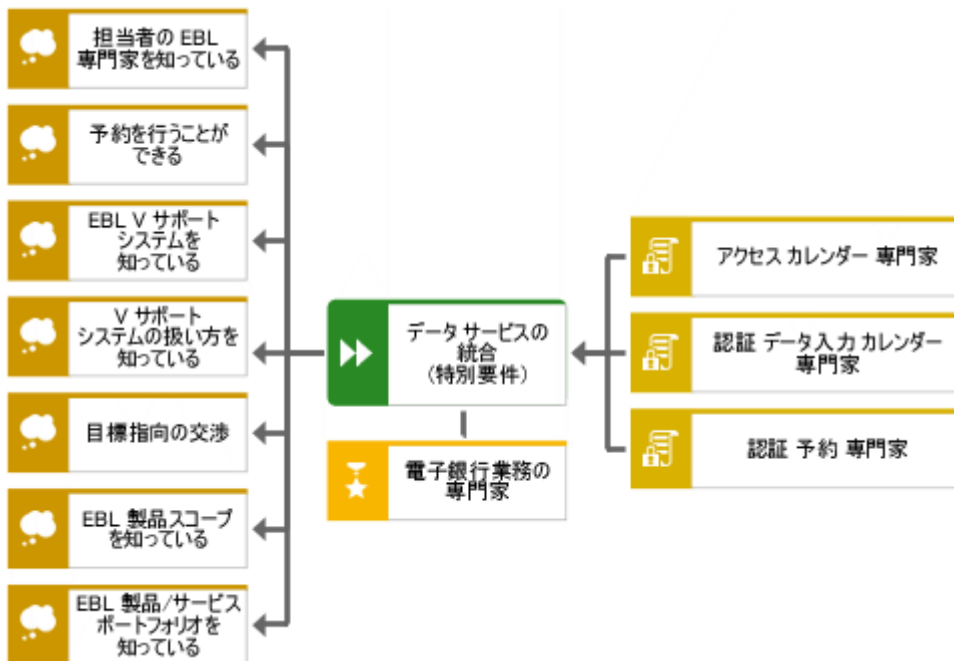 担当者の EBL
専門家を知っている
予約を行うことが
できる
EBL V サポート
システムを
知っている
V サポート
システムの扱い方を
知っている
目標指向の交渉
EBL 製品スコープ
を知っている
EBL 製品/サービス
ポートフォリオを
知っている
データ サービスの
統合
(特別要件)
電子銀行業務の
専門家
アクセス カレンダー 専門家
認証 データ入力 カレンダー
専門家
認証 予約 専門家